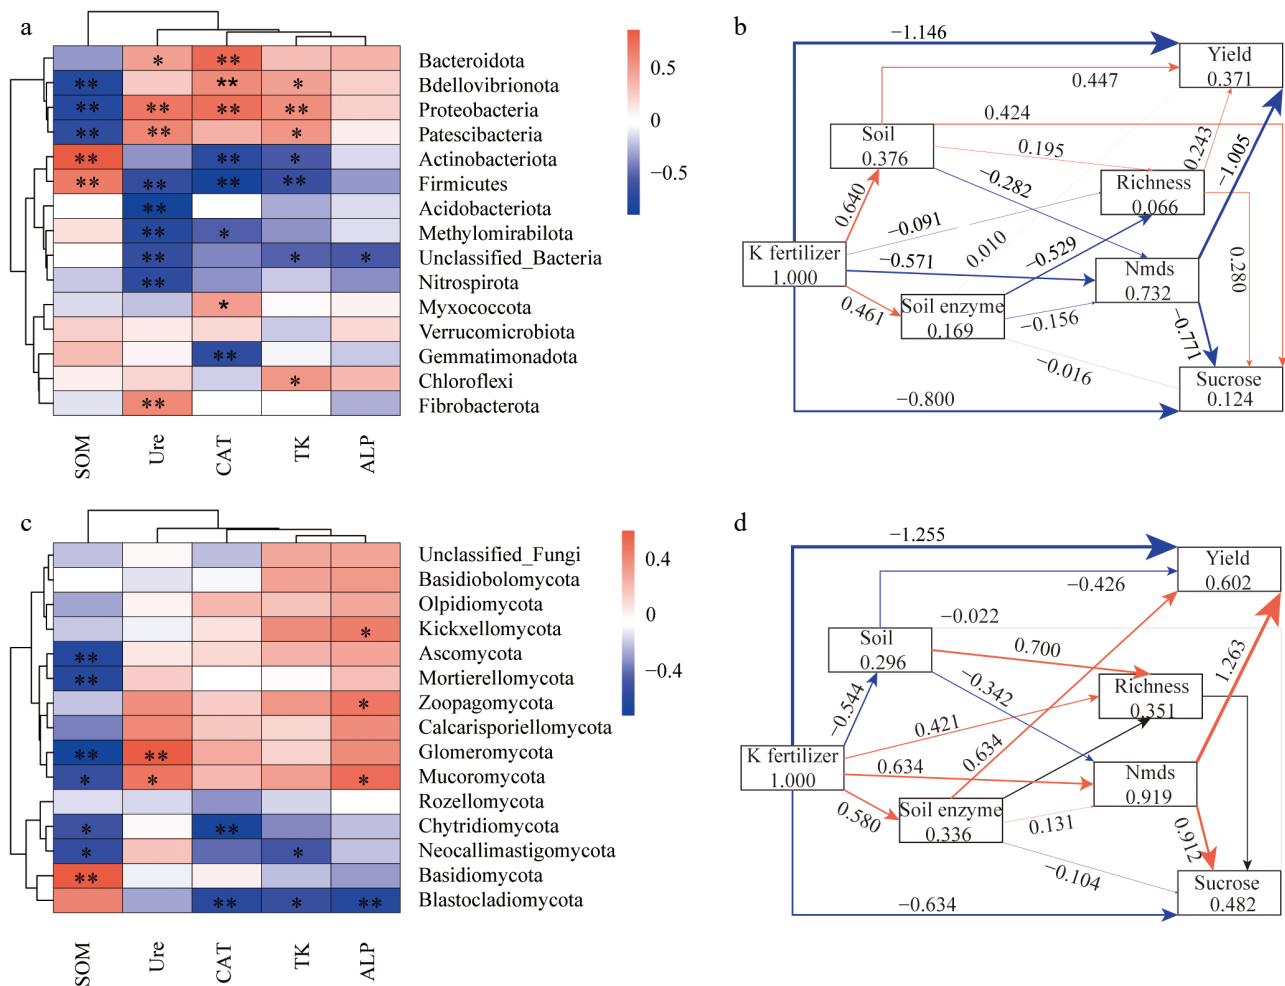 a
0.5
0
−0.5
Bacteroidota
Bdellovibrionota
Proteobacteria
Patescibacteria
Actinobacteriota
Firmicutes
Acidobacteriota
Methylomirabilota
Unclassified_Bacteria
Nitrospirota
Myxococcota
Verrucomicrobiota
Gemmatimonadota
Chloroflexi
Fibrobacterota
* **
** ** *
** ** ** **
** ** *
** ** *
** ** ** **
**
** *
** * *
**
*
**
*
**
SOM Ure CAT TK ALP
b
−1.146
Yield
0.371
0.447
0.424
Soil
0.376
0.195
0.243
−1.005
−0.282
Richness
0.066
0.640
−0.091
0.010
−0.529
K fertilizer
1.000
−0.571
Nmds
0.732
0.280
0.461
Soil enzyme
0.169
−0.156
−0.771
−0.016
Sucrose
0.124
−0.800
c
0.4
0
−0.4
Unclassified_Fungi
Basidiobolomycota
Olpidiomycota
Kickxellomycota
Ascomycota
Mortierellomycota
Zoopagomycota
Calcarisporiellomycota
Glomeromycota
Mucoromycota
Rozellomycota
Chytridiomycota
Neocallimastigomycota
Basidiomycota
Blastocladiomycota
*
**
**
*
** **
* * *
* **
* *
**
** * **
SOM Ure CAT TK ALP
d
−1.255
Yield
0.602
−0.426
−0.022
Soil
0.296
0.700
1.263
−0.342
Richness
0.351
−0.544
0.421
0.634
K fertilizer
1.000
0.634
Nmds
0.919
0.580
Soil enzyme
0.336
0.131
0.912
−0.104
Sucrose
0.482
−0.634